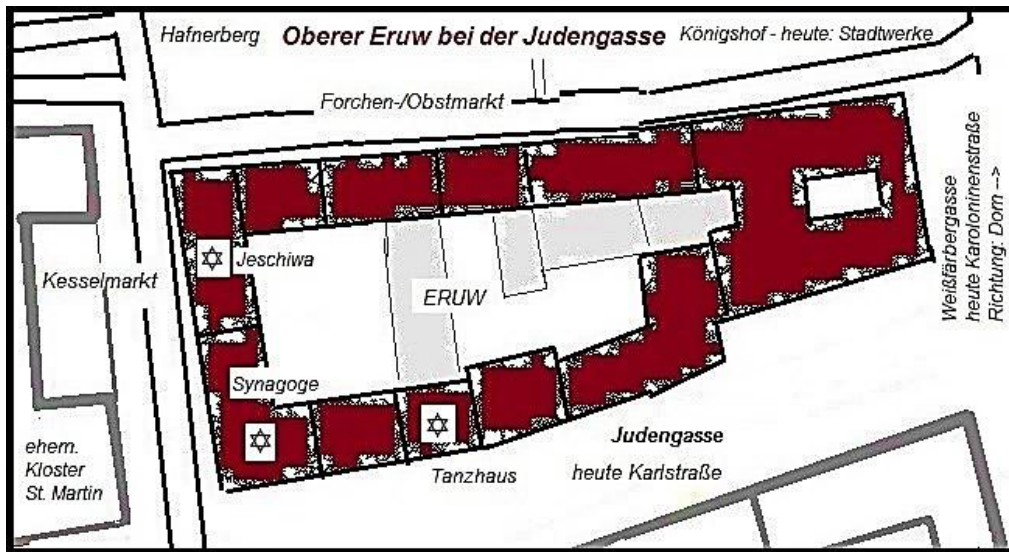 Hafnerberg
Oberer Eruw bei der Judengasse
Königshof - heute: Stadtwerke
Forchen-/Obstmarkt
Kesselmarkt
Jeschiwa
ERUW
Weißfärbergasse
heute Karoloninenstraße
Richtung: Dom -->
Synagoge
ehem.
Kloster
St. Martin
Tanzhaus
Judengasse
heute Karlstraße